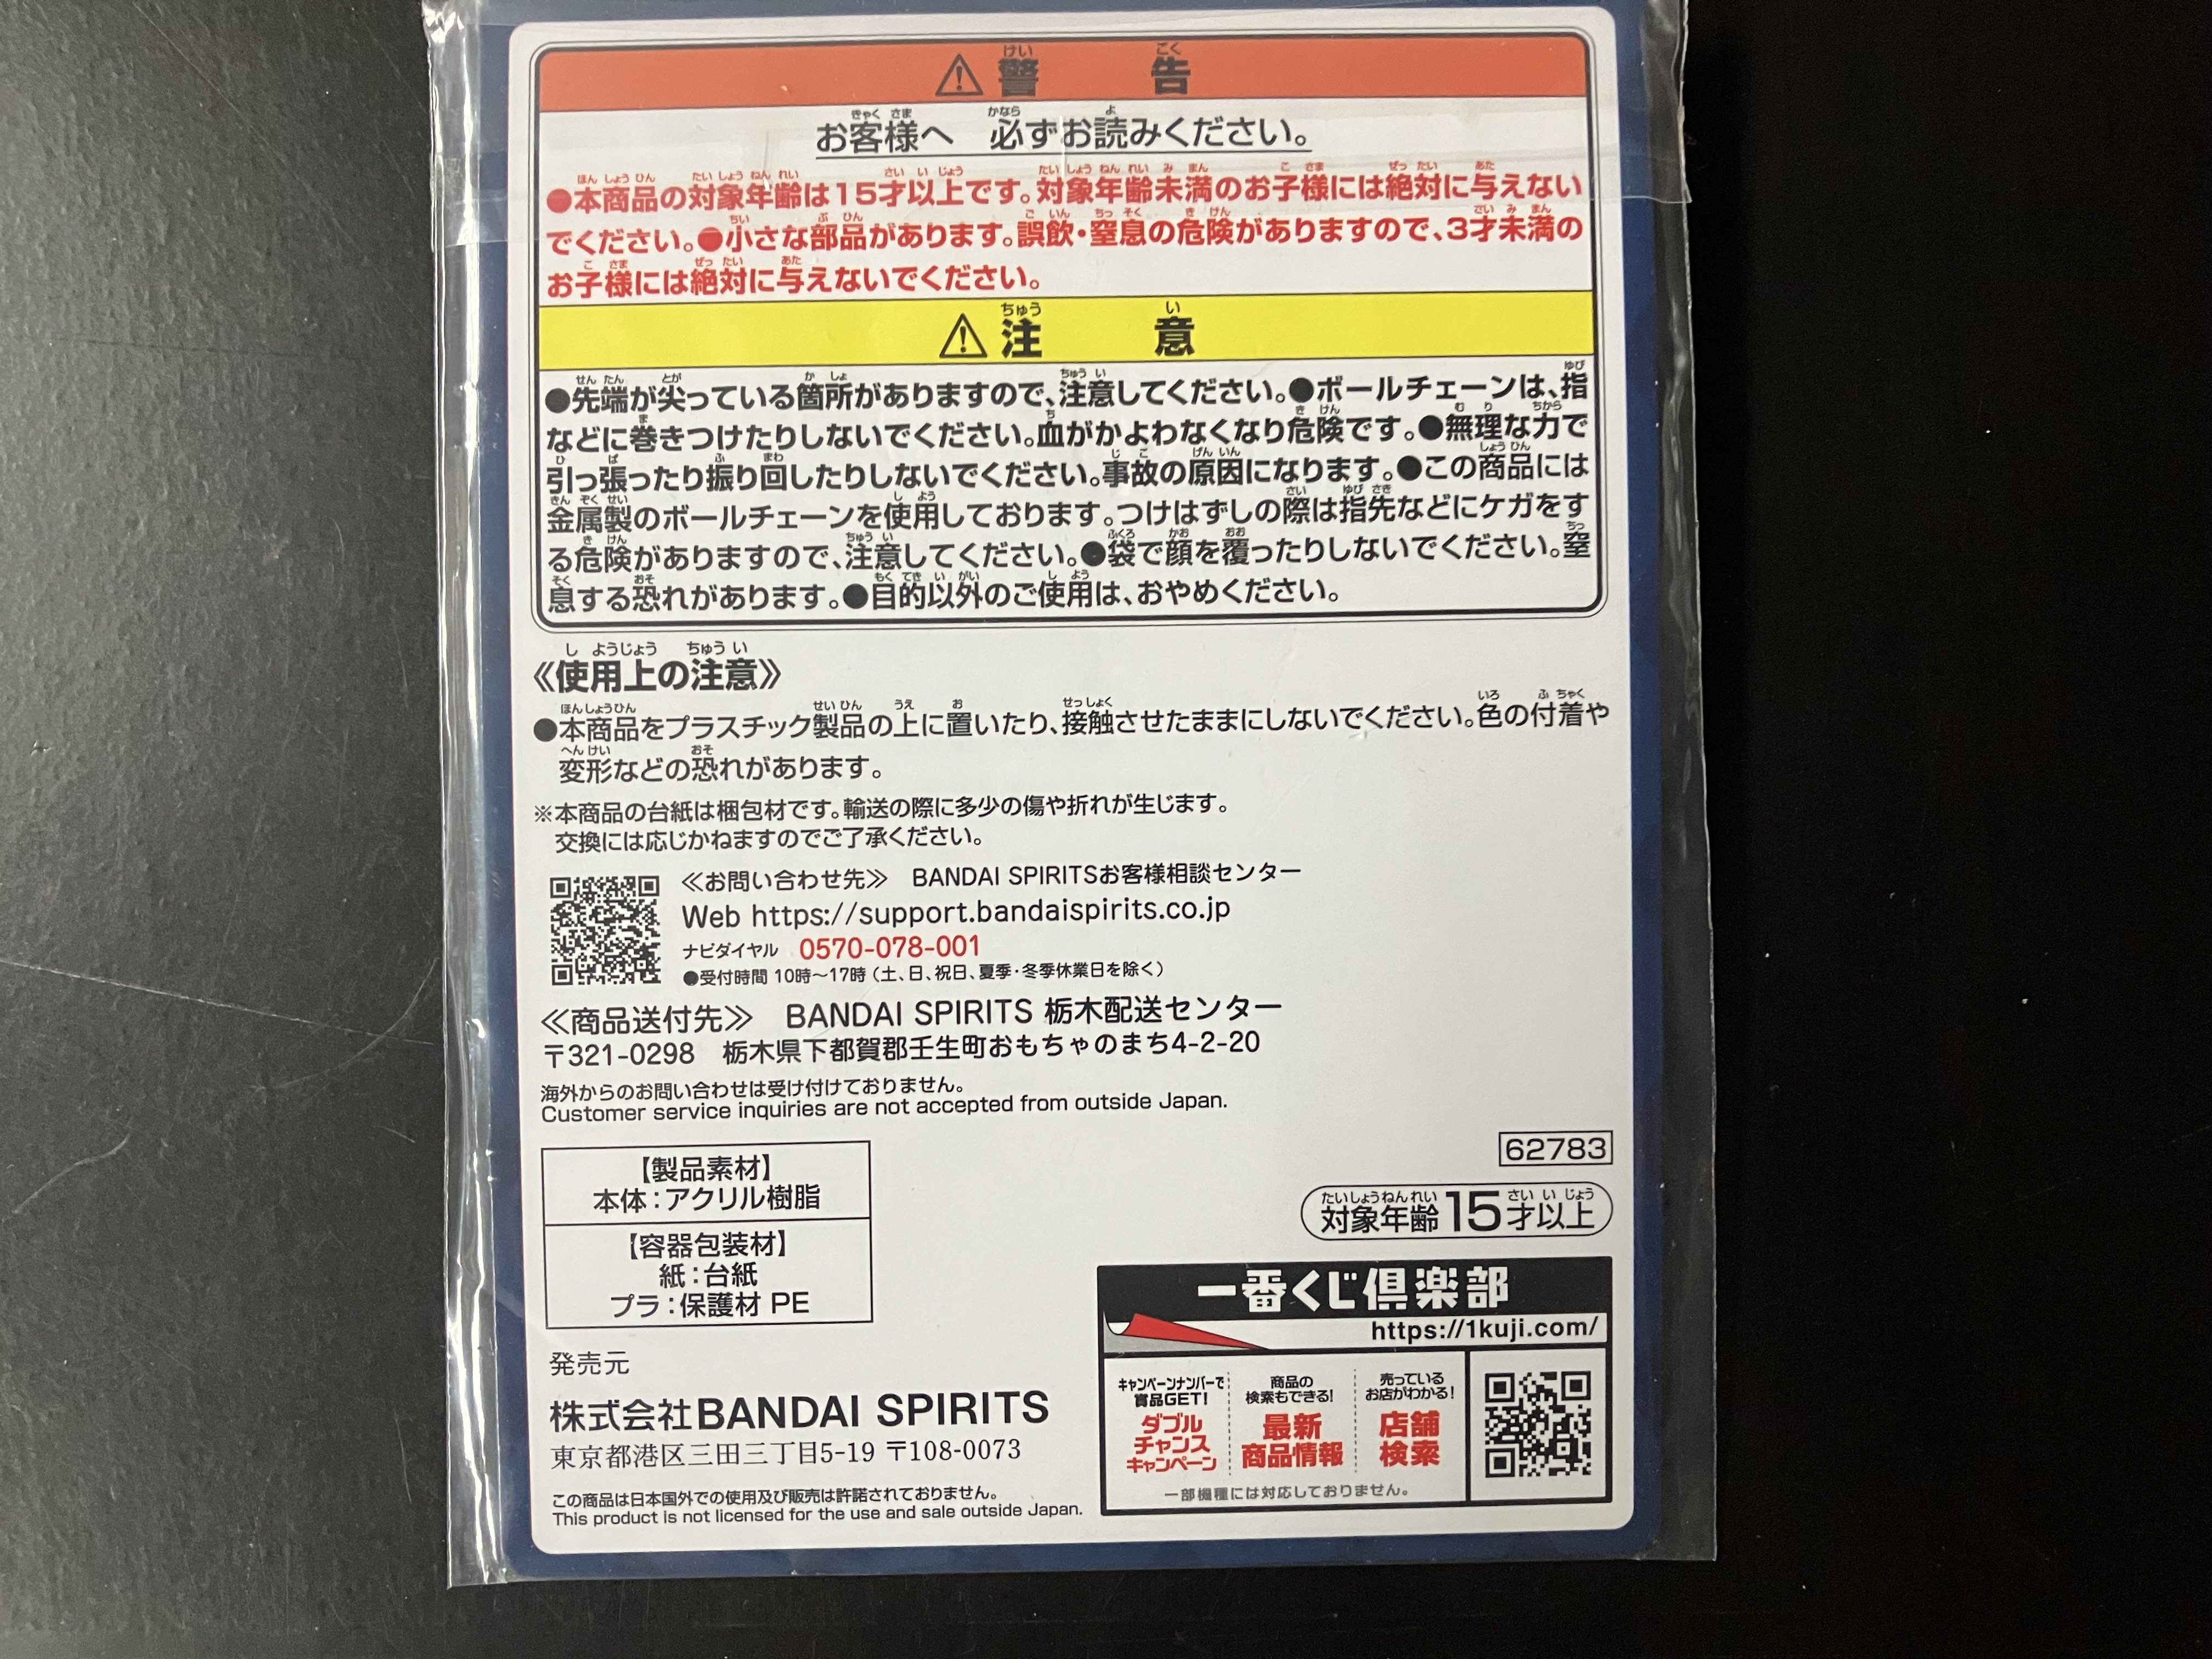 ⚠警告
お客様へ 必ずお読みください。
●本商品の対象年齢は15才以上です。対象年齢未満のお子様には絶対に与えない
でください。●小さな部品があります。誤飲・窒息の危険がありますので、3才未満の
お子様には絶対に与えないでください。
⚠注意
●先端が尖っている箇所がありますので、注意してください。●ボールチェーンは、指
などに巻きつけたりしないでください。血がかよわなくなり危険です。●無理な力で
引っ張ったり振り回したりしないでください。事故の原因になります。●この商品には
金属製のボールチェーンを使用しております。つけはずしの際は指先などにケガをす
る危険がありますので、注意してください。●袋で顔を覆ったりしないでください。窒
息する恐れがあります。●目的以外のご使用は、おやめください。
《使用上の注意》
●本商品をプラスチック製品の上に置いたり、接触させたままにしないでください。色の付着や
変形などの恐れがあります。
※本商品の台紙は梱包材です。輸送の際に多少の傷や折れが生じます。
交換には応じかねますのでご了承ください。
≪お問い合わせ先≫ BANDAI SPIRITSお客様相談センター
Web https://support.bandaispirits.co.jp
ナビダイヤル 0570-078-001
●受付時間 10時〜17時(土、日、祝日、夏季・冬季休業日を除く)
≪商品送付先≫ BANDAI SPIRITS 栃木配送センター
〒321-0298 栃木県下都賀郡壬生町おもちゃのまち4-2-20
海外からのお問い合わせは受け付けておりません。
Customer service inquiries are not accepted from outside Japan.
62783
【製品素材】
本体：アクリル樹脂
【容器包装材】
紙：台紙
プラ：保護材 PE
対象年齢15才以上
発売元
株式会社BANDAI SPIRITS
東京都港区三田三丁目5-19 〒108-0073
この商品は日本国外での使用及び販売は許諾されておりません。
This product is not licensed for the use and sale outside Japan.
一番くじ倶楽部
https://1kuji.com/
キャンペーンナンバーで
賞品GET!
ダブル
チャンス
キャンペーン
商品の
検索もできる!
最新
商品情報
売っている
お店がわかる!
店舗
検索
一部機種には対応しておりません。